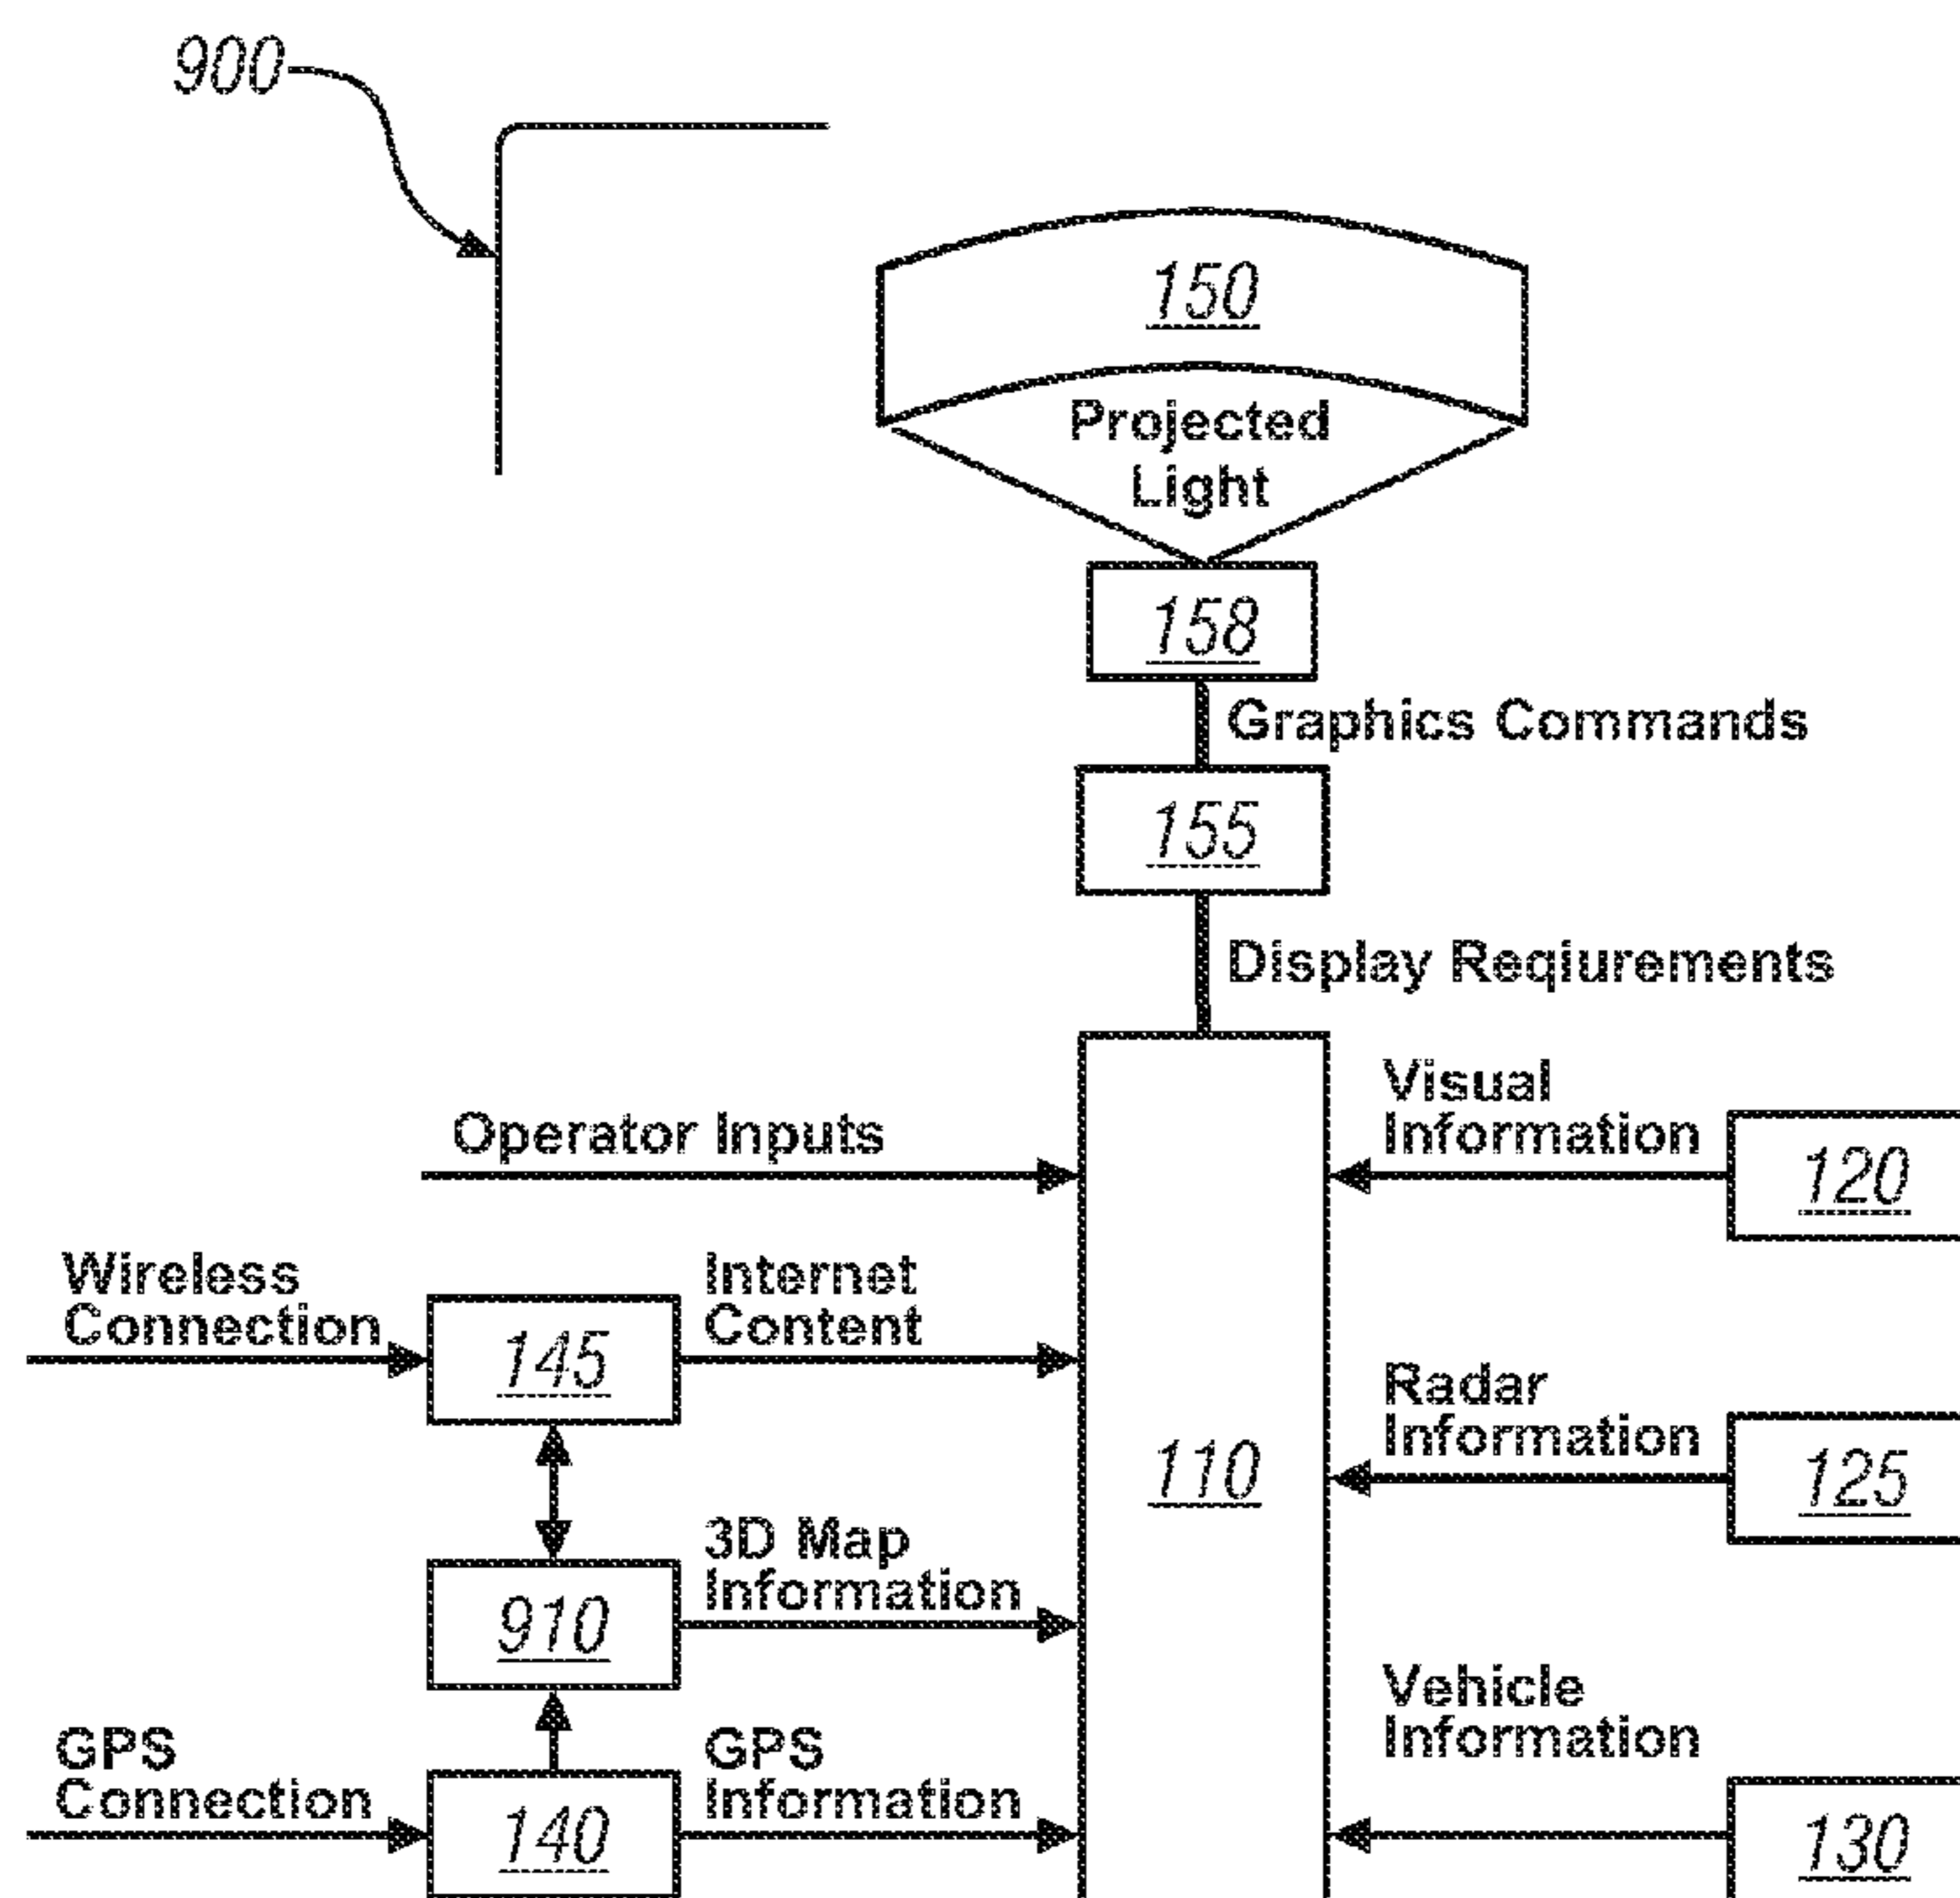 900
150
Projected
Light
158
Graphics Commands
155
Display Reqiurements
Operator Inputs
Visual
Information
120
Wireless
Connection
145
Internet
Content
Radar
Information
125
110
910
3D Map
Information
Vehicle
Information
130
GPS
Connection
140
GPS
Information